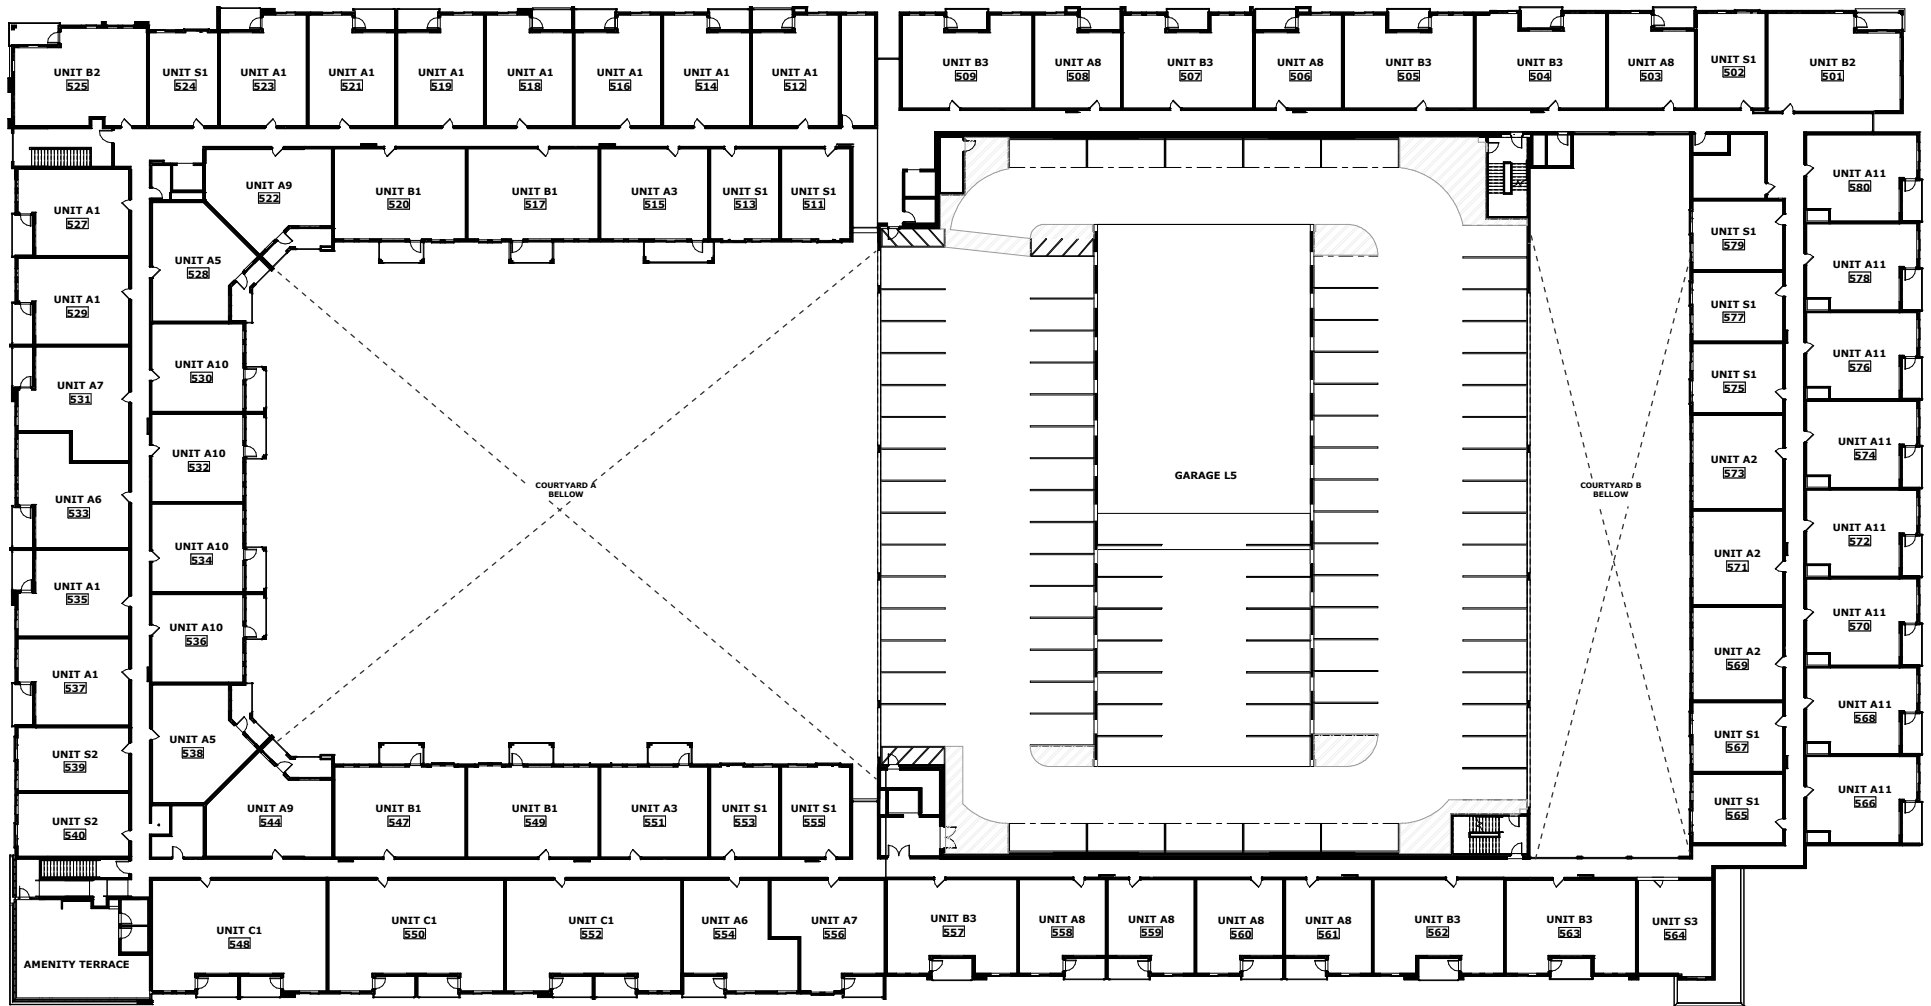 UNIT B2
525
UNIT S1
524
UNIT A1
523
UNIT A1
521
UNIT A1
519
UNIT A1
518
UNIT A1
516
UNIT A1
514
UNIT A1
512
UNIT B3
509
UNIT A8
508
UNIT B3
507
UNIT A8
506
UNIT B3
505
UNIT B3
504
UNIT A8
503
UNIT S1
502
UNIT B2
501
UNIT A9
522
UNIT B1
520
UNIT B1
517
UNIT A3
515
UNIT S1
513
UNIT S1
511
UNIT A1
527
UNIT A5
528
UNIT A1
529
UNIT A10
530
UNIT A7
531
UNIT A10
532
UNIT A6
533
UNIT A10
534
UNIT A1
535
UNIT A10
536
UNIT A1
537
UNIT A5
538
UNIT S2
539
UNIT S2
540
COURTYARD A
BELLOW
GARAGE L5
COURTYARD B
BELLOW
UNIT A11
580
UNIT S1
579
UNIT A11
578
UNIT S1
577
UNIT A11
576
UNIT S1
575
UNIT A11
574
UNIT A2
573
UNIT A11
572
UNIT A2
571
UNIT A11
570
UNIT A2
569
UNIT A11
568
UNIT S1
567
UNIT A11
566
UNIT S1
565
UNIT A9
544
UNIT B1
547
UNIT B1
549
UNIT A3
551
UNIT S1
553
UNIT S1
555
UNIT C1
548
UNIT C1
550
UNIT C1
552
UNIT A6
554
UNIT A7
556
UNIT B3
557
UNIT A8
558
UNIT A8
559
UNIT A8
560
UNIT A8
561
UNIT B3
562
UNIT B3
563
UNIT S3
564
AMENITY TERRACE